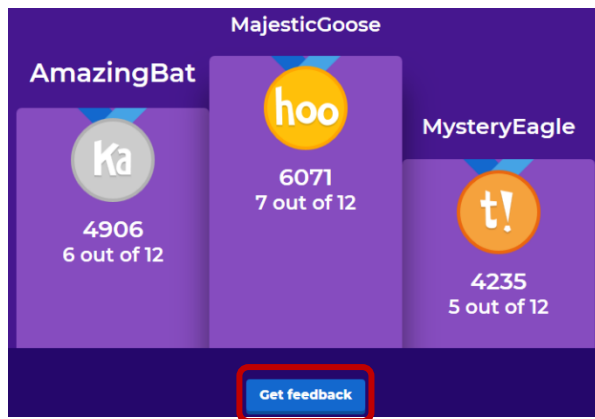 MajesticGoose
AmazingBat
MysteryEagle
Ka
hoo
t!
4906
6 out of 12
6071
7 out of 12
4235
5 out of 12
Get feedback